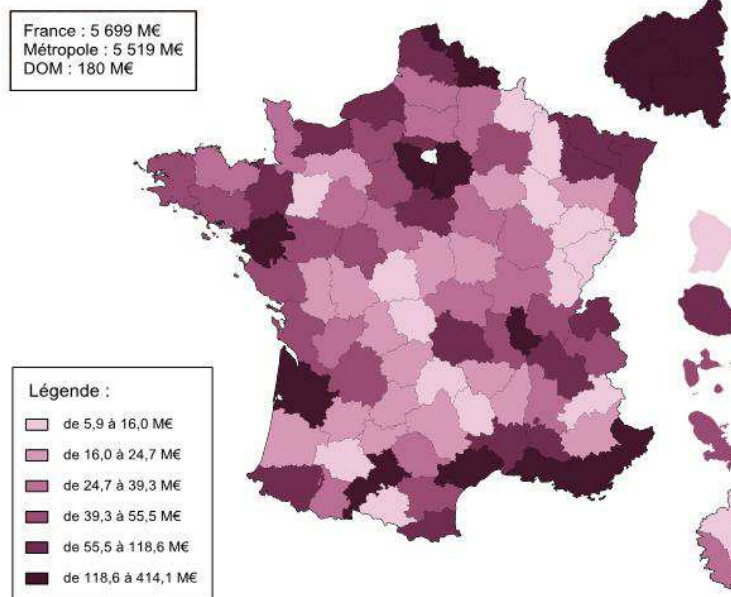 France : 5 699 M€
Métropole : 5 519 M€
DOM : 180 M€
Légende :
de 5,9 à 16,0 M€
de 16,0 à 24,7 M€
de 24,7 à 39,3 M€
de 39,3 à 55,5 M€
de 55,5 à 118,6 M€
de 118,6 à 414,1 M€